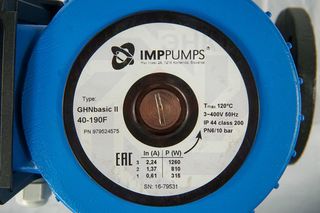 IMPPUMPS®
Type:
GHNbasic II
40-190F
PN 979524575
Tmax 120°C
3~400V 50Hz
IP 44 class 200
PN6/10 bar
EAC
In (A) P (W)
3 2,24 1260
2 1,37 810
1 0,61 315
SN: 16-79531